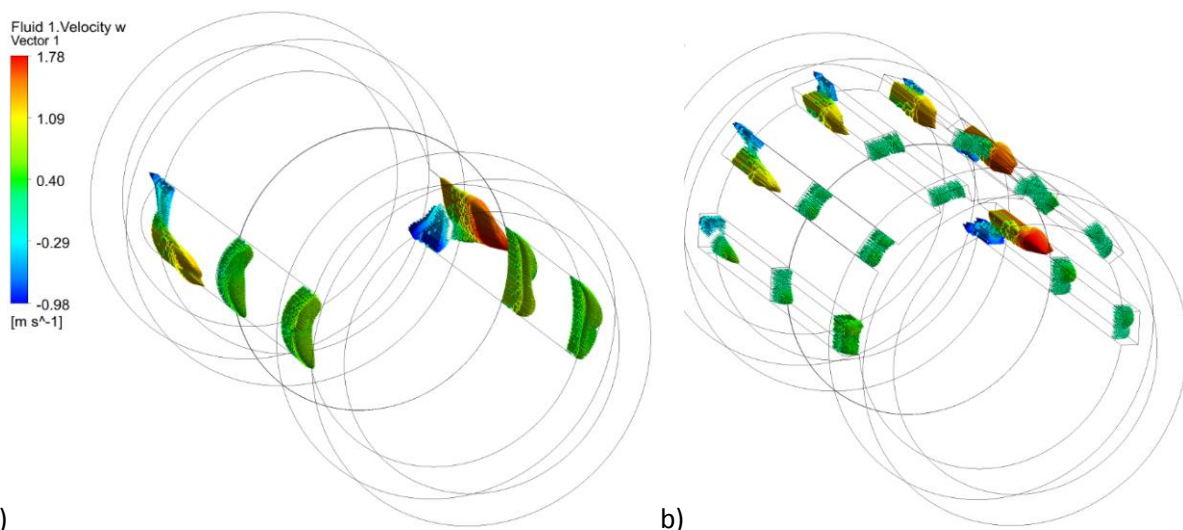 Fluid 1.Velocity w
Vector 1
1.78
1.09
0.40
-0.29
-0.98
[m s^-1]
)
b)